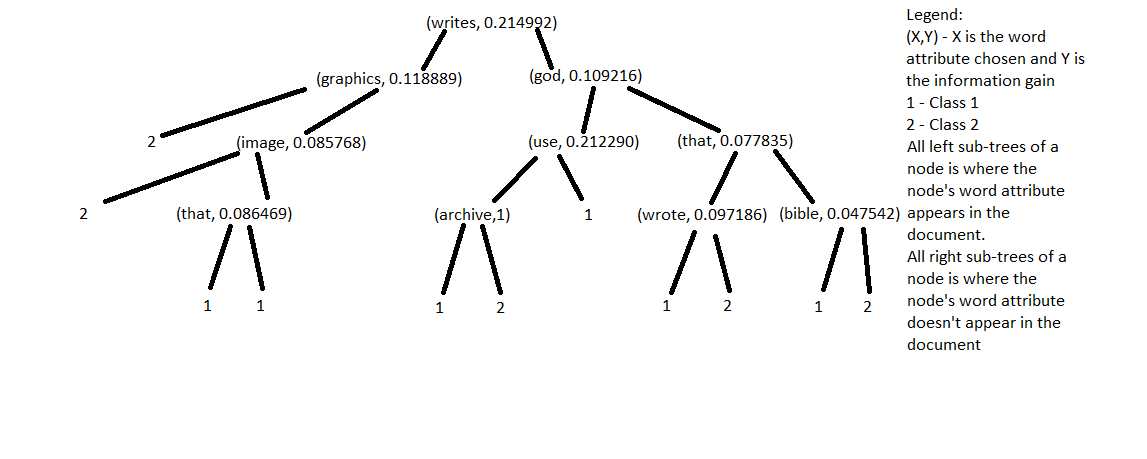 (writes, 0.214992)
(graphics, 0.118889)
(god, 0.109216)
2
(image, 0.085768)
(use, 0.212290)
(that, 0.077835)
2
(that, 0.086469)
(archive,1)
1
(wrote, 0.097186)
(bible, 0.047542)
1
1
1
2
1
2
1
2
Legend:
(X,Y) - X is the word
attribute chosen and Y is
the information gain
1 - Class 1
2 - Class 2
All left sub-trees of a
node is where the
node's word attribute
appears in the
document.
All right sub-trees of a
node is where the
node's word attribute
doesn't appear in the
document